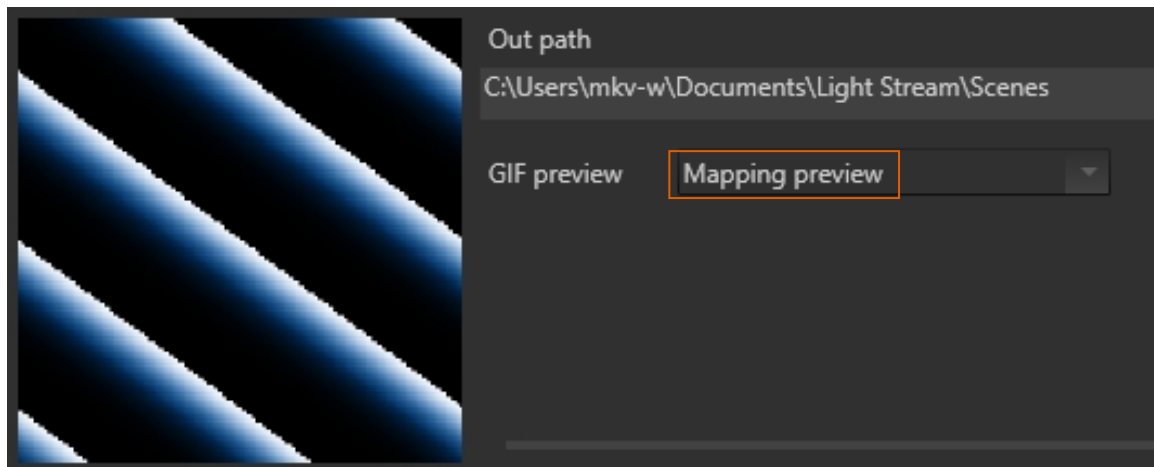 Out path
C:\Users\mkv-w\Documents\Light Stream\Scenes
GIF preview
Mapping preview